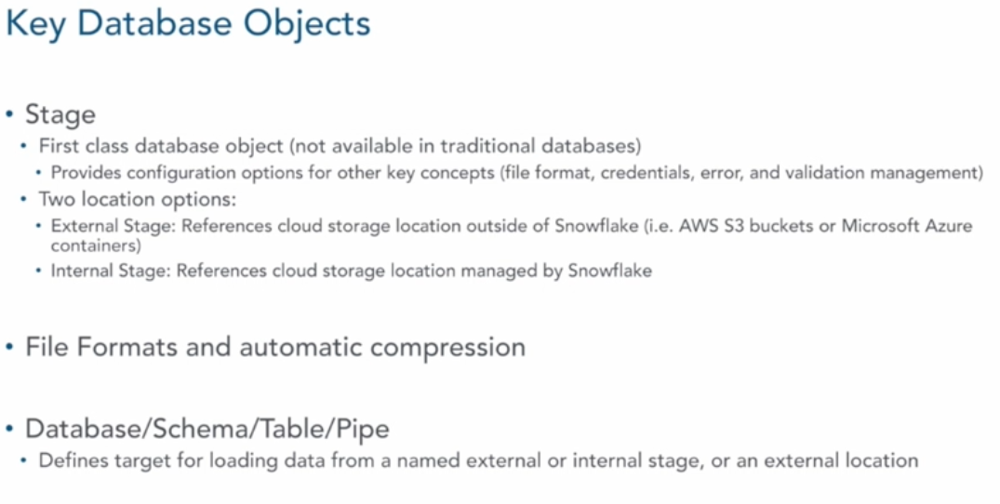 Key Database Objects
• Stage
• First class database object (not available in traditional databases)
• Provides configuration options for other key concepts (file format, credentials, error, and validation management)
• Two location options:
• External Stage: References cloud storage location outside of Snowflake (i.e. AWS S3 buckets or Microsoft Azure
containers)
• Internal Stage: References cloud storage location managed by Snowflake
• File Formats and automatic compression
• Database/Schema/Table/Pipe
• Defines target for loading data from a named external or internal stage, or an external location